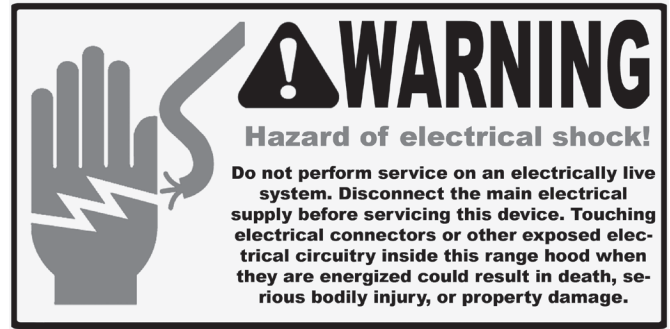 WARNING
Hazard of electrical shock!
Do not perform service on an electrically live
system. Disconnect the main electrical
supply before servicing this device. Touching
electrical connectors or other exposed elec-
trical circuitry inside this range hood when
they are energized could result in death, se-
rious bodily injury, or property damage.